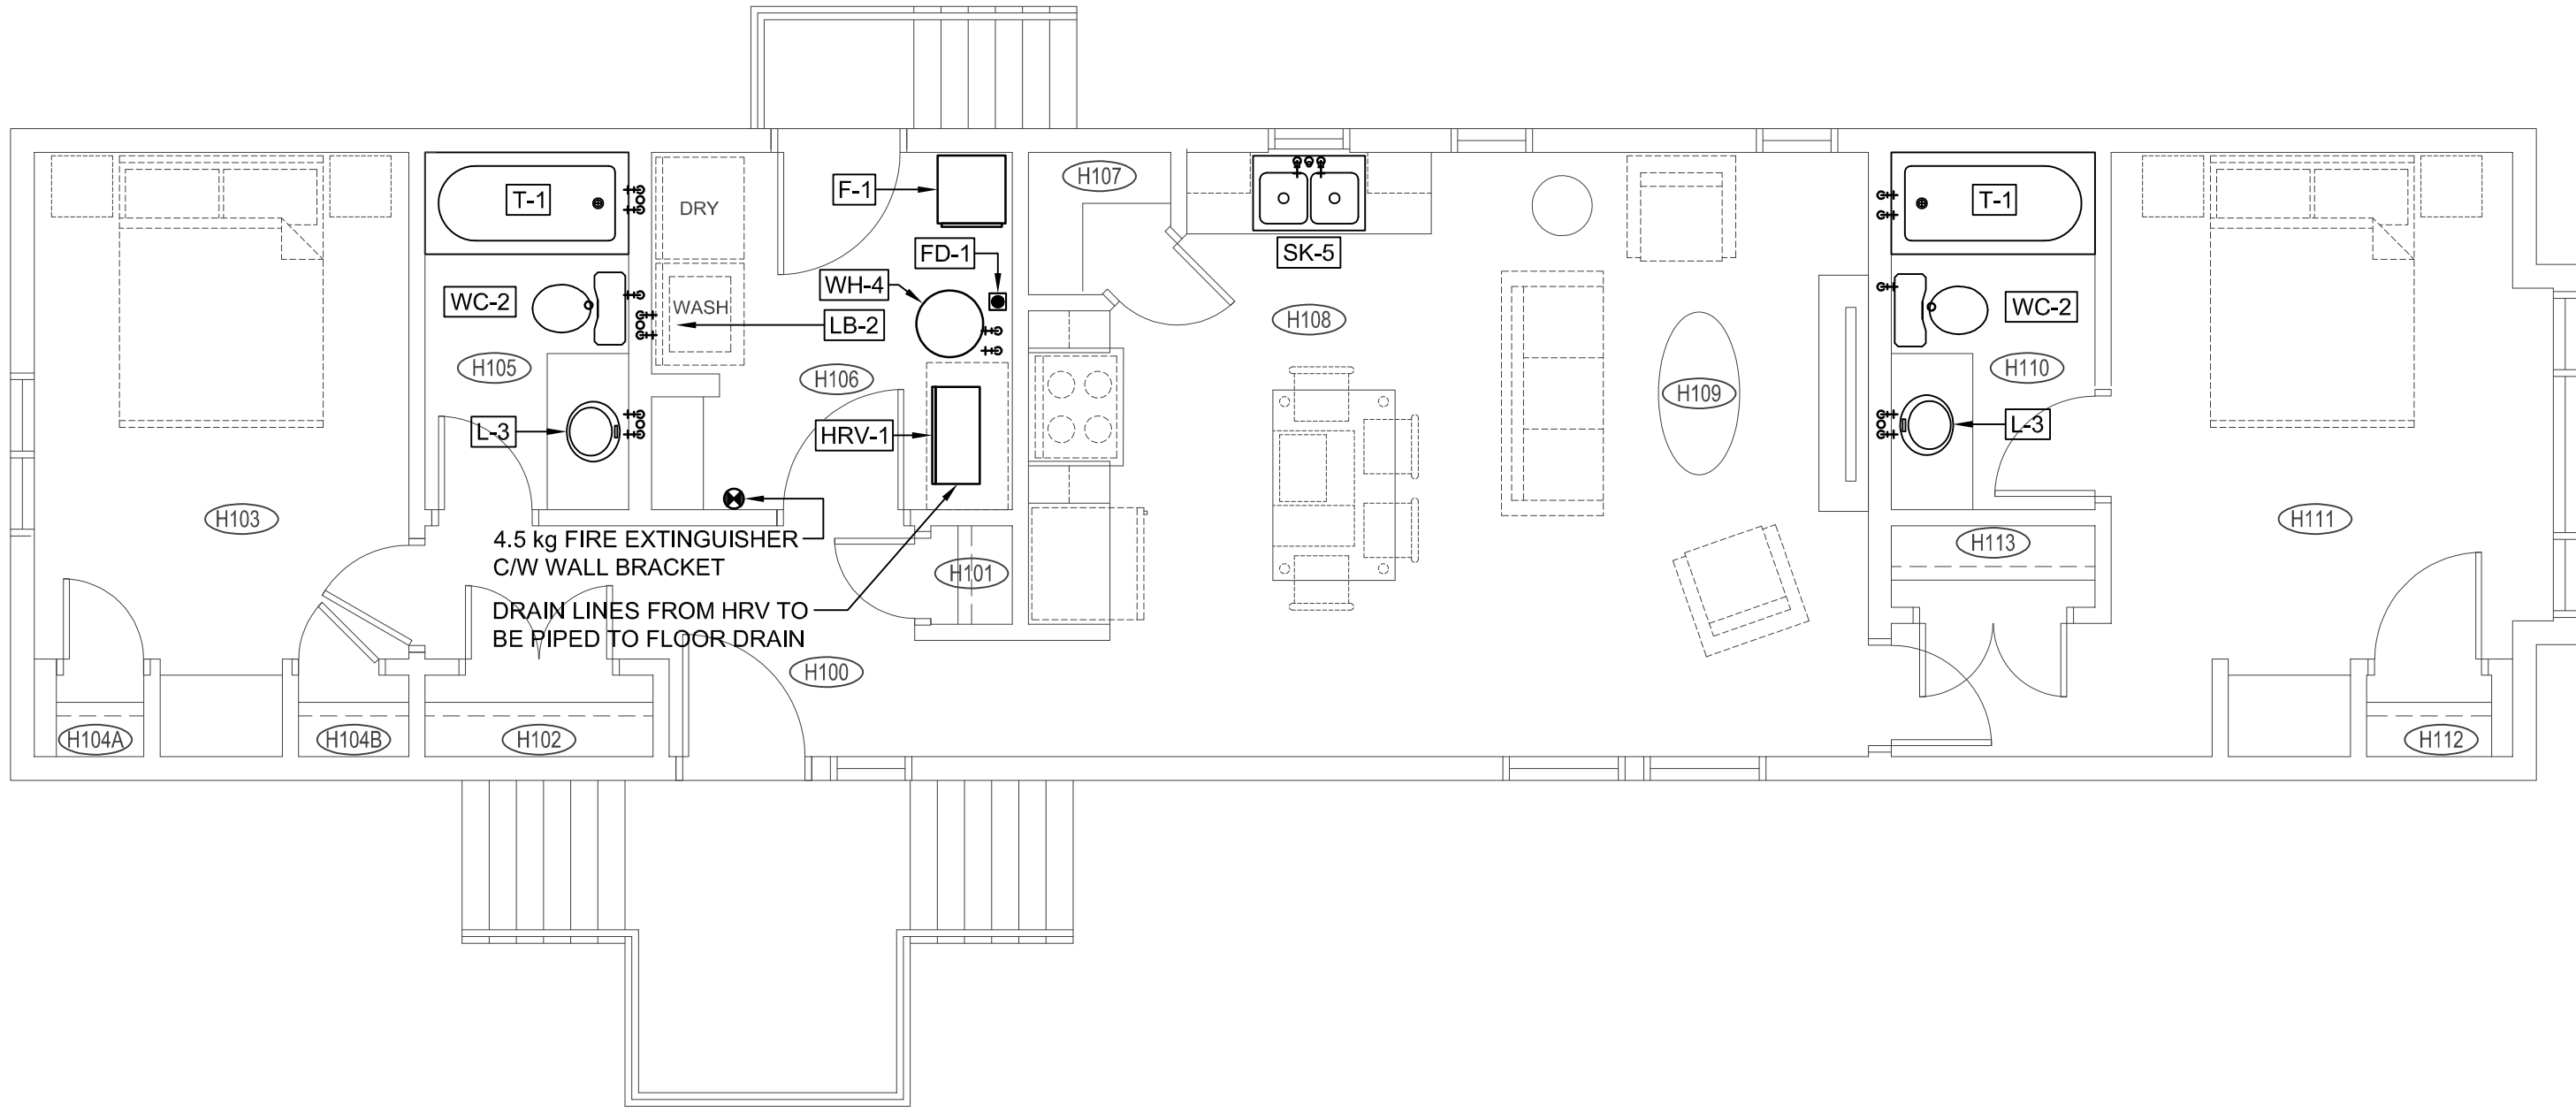 H107
F-1
T-1
T-1
DRY
FD-1
SK-5
WH-4
WC-2
WASH
LB-2
H108
WC-2
H105
H106
H110
H109
L-3
HRV-1
L-3
H103
H111
4.5 kg FIRE EXTINGUISHER
C/W WALL BRACKET
H113
H101
DRAIN LINES FROM HRV TO
BE PIPED TO FLOOR DRAIN
H100
H104A
H104B
H102
H112